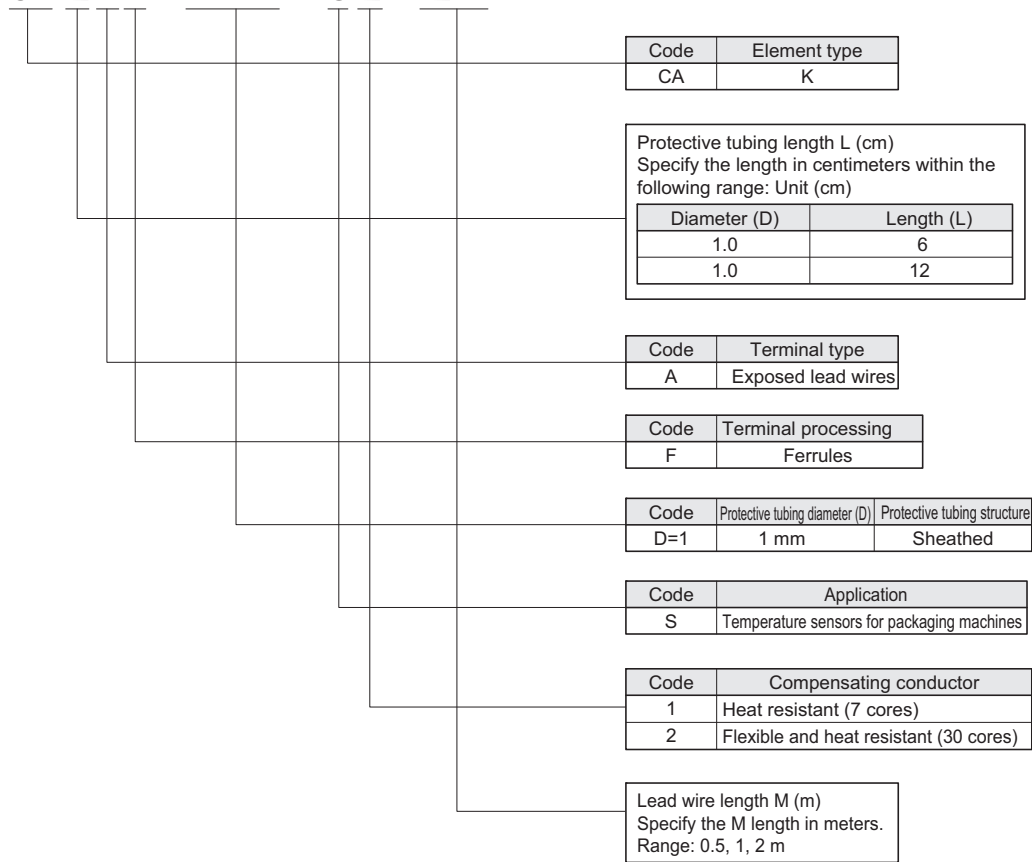 Code Element type
CA K
Protective tubing length L (cm)
Specify the length in centimeters within the
following range: Unit (cm)
Diameter (D) Length (L)
1.0 6
1.0 12
Code Terminal type
A Exposed lead wires
Code Terminal processing
F Ferrules
Code Protective tubing diameter (D) Protective tubing structure
D=1 1 mm Sheathed
Code Application
S Temperature sensors for packaging machines
Code Compensating conductor
1 Heat resistant (7 cores)
2 Flexible and heat resistant (30 cores)
Lead wire length M (m)
Specify the M length in meters.
Range: 0.5, 1, 2 m